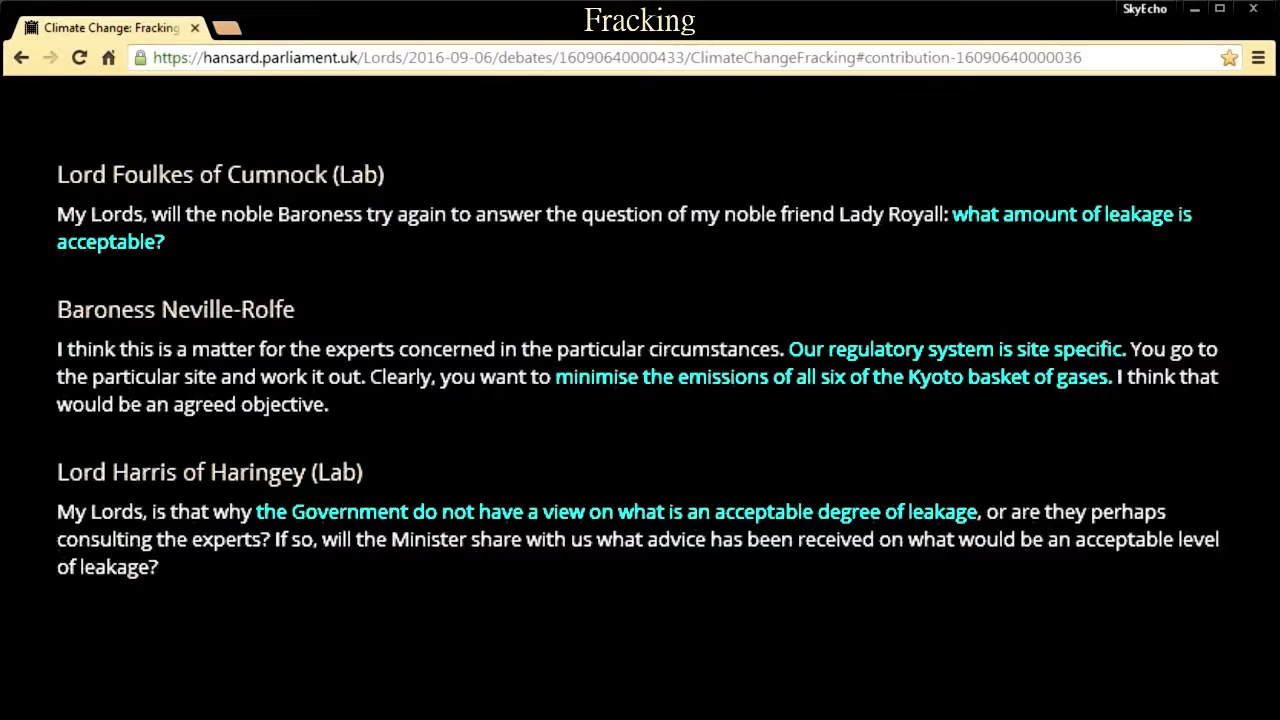 Fracking
SkyEcho
Climate Change: Fracking
https://hansard.parliament.uk/Lords/2016-09-06/debates/16090640000433/ClimateChangeFracking#contribution-16090640000036
Lord Foulkes of Cumnock (Lab)
My Lords, will the noble Baroness try again to answer the question of my noble friend Lady Royall: what amount of leakage is
acceptable?
Baroness Neville-Rolfe
I think this is a matter for the experts concerned in the particular circumstances. Our regulatory system is site specific. You go to
the particular site and work it out. Clearly, you want to minimise the emissions of all six of the Kyoto basket of gases. I think that
would be an agreed objective.
Lord Harris of Haringey (Lab)
My Lords, is that why the Government do not have a view on what is an acceptable degree of leakage, or are they perhaps
consulting the experts? If so, will the Minister share with us what advice has been received on what would be an acceptable level
of leakage?